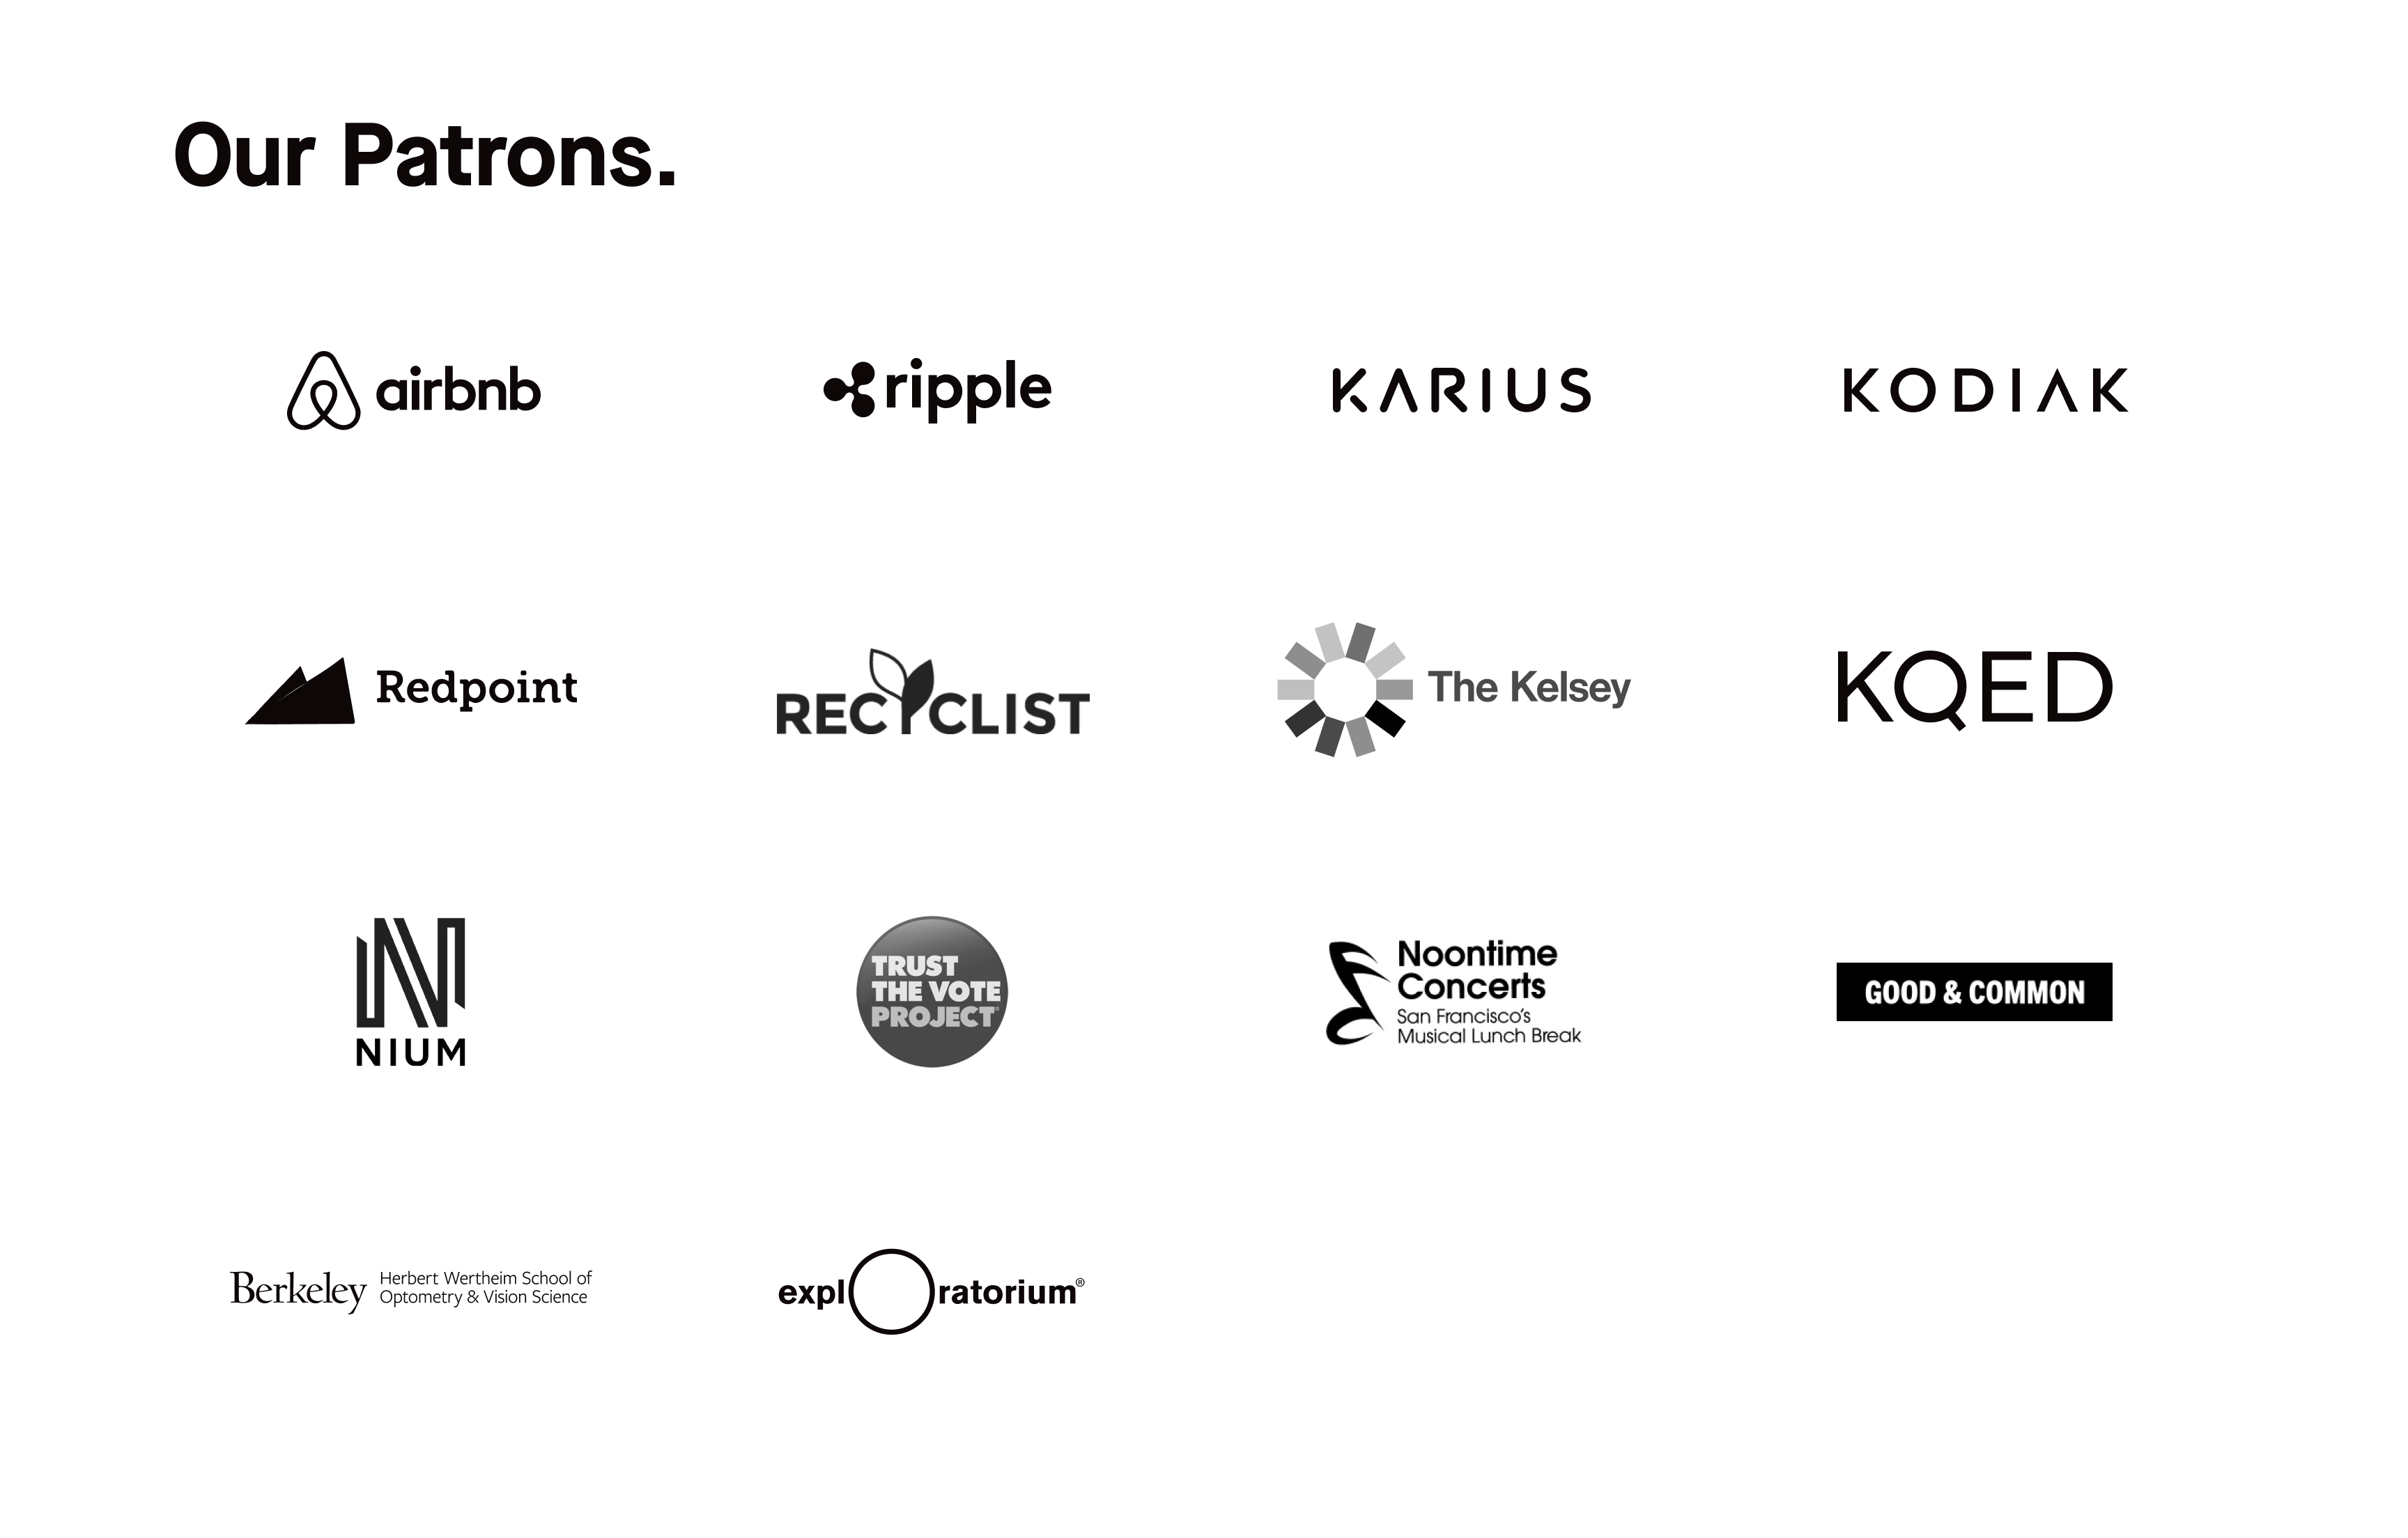 Our Patrons.
airbnb
ripple
KARIUS
KODIAK
Redpoint
RECYCLIST
The Kelsey
KQED
NIUM
TRUST
THE VOTE
PROJECT®
Noontime
Concerts
San Francisco's
Musical Lunch Break
GOOD & COMMON
Berkeley
Herbert Wertheim School of
Optometry & Vision Science
explOratorium®